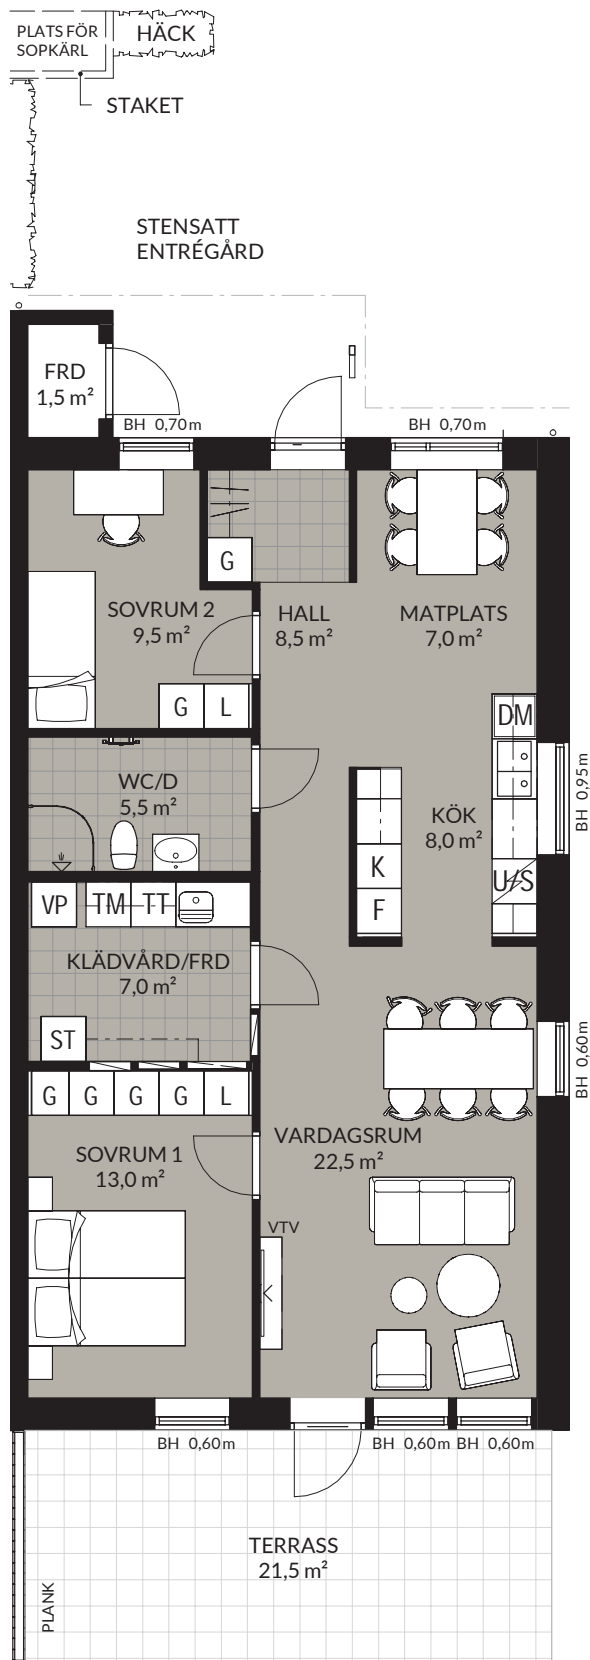 PLATS FÖR
SOPKÄRL
HÄCK
STAKET
STENSATT
ENTRÉGÅRD
FRD
1,5 m²
BH 0,70m
BH 0,70m
G
SOVRUM 2
9,5 m²
HALL
8,5 m²
MATPLATS
7,0 m²
G
L
DM
WC/D
5,5 m²
KÖK
8,0 m²
BH 0,95m
K
U/S
F
VP
TM
TT
KLÄDVÅRD/FRD
7,0 m²
ST
BH 0,60m
G
G
G
G
L
SOVRUM 1
13,0 m²
VARDAGSRUM
22,5 m²
VTV
BH 0,60m
BH 0,60m
BH 0,60m
TERRASS
21,5 m²
PLANK